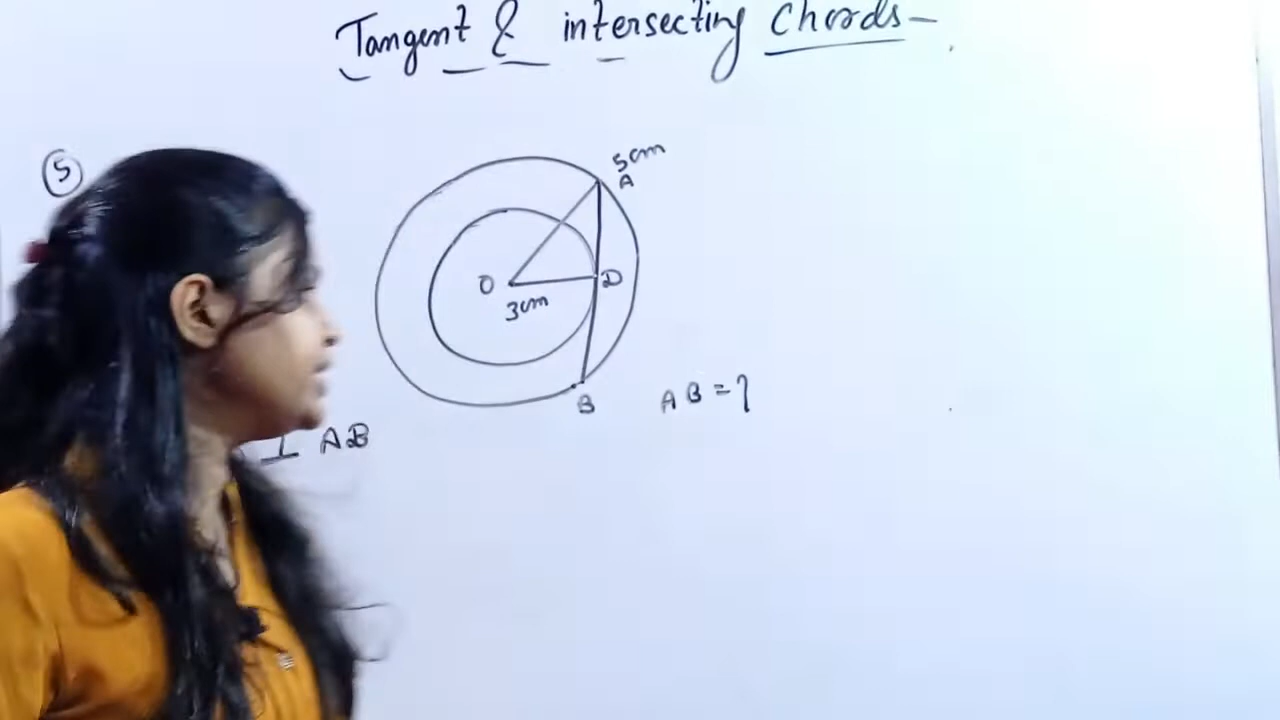 Tangent & intersecting Chords—
5
5cm
A
O
D
3cm
B
AB = ?
⊥ AB